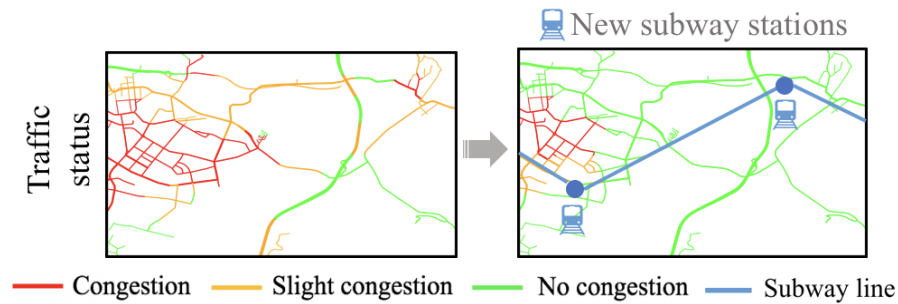 New subway stations
Traffic
status
Congestion
Slight congestion
No congestion
Subway line